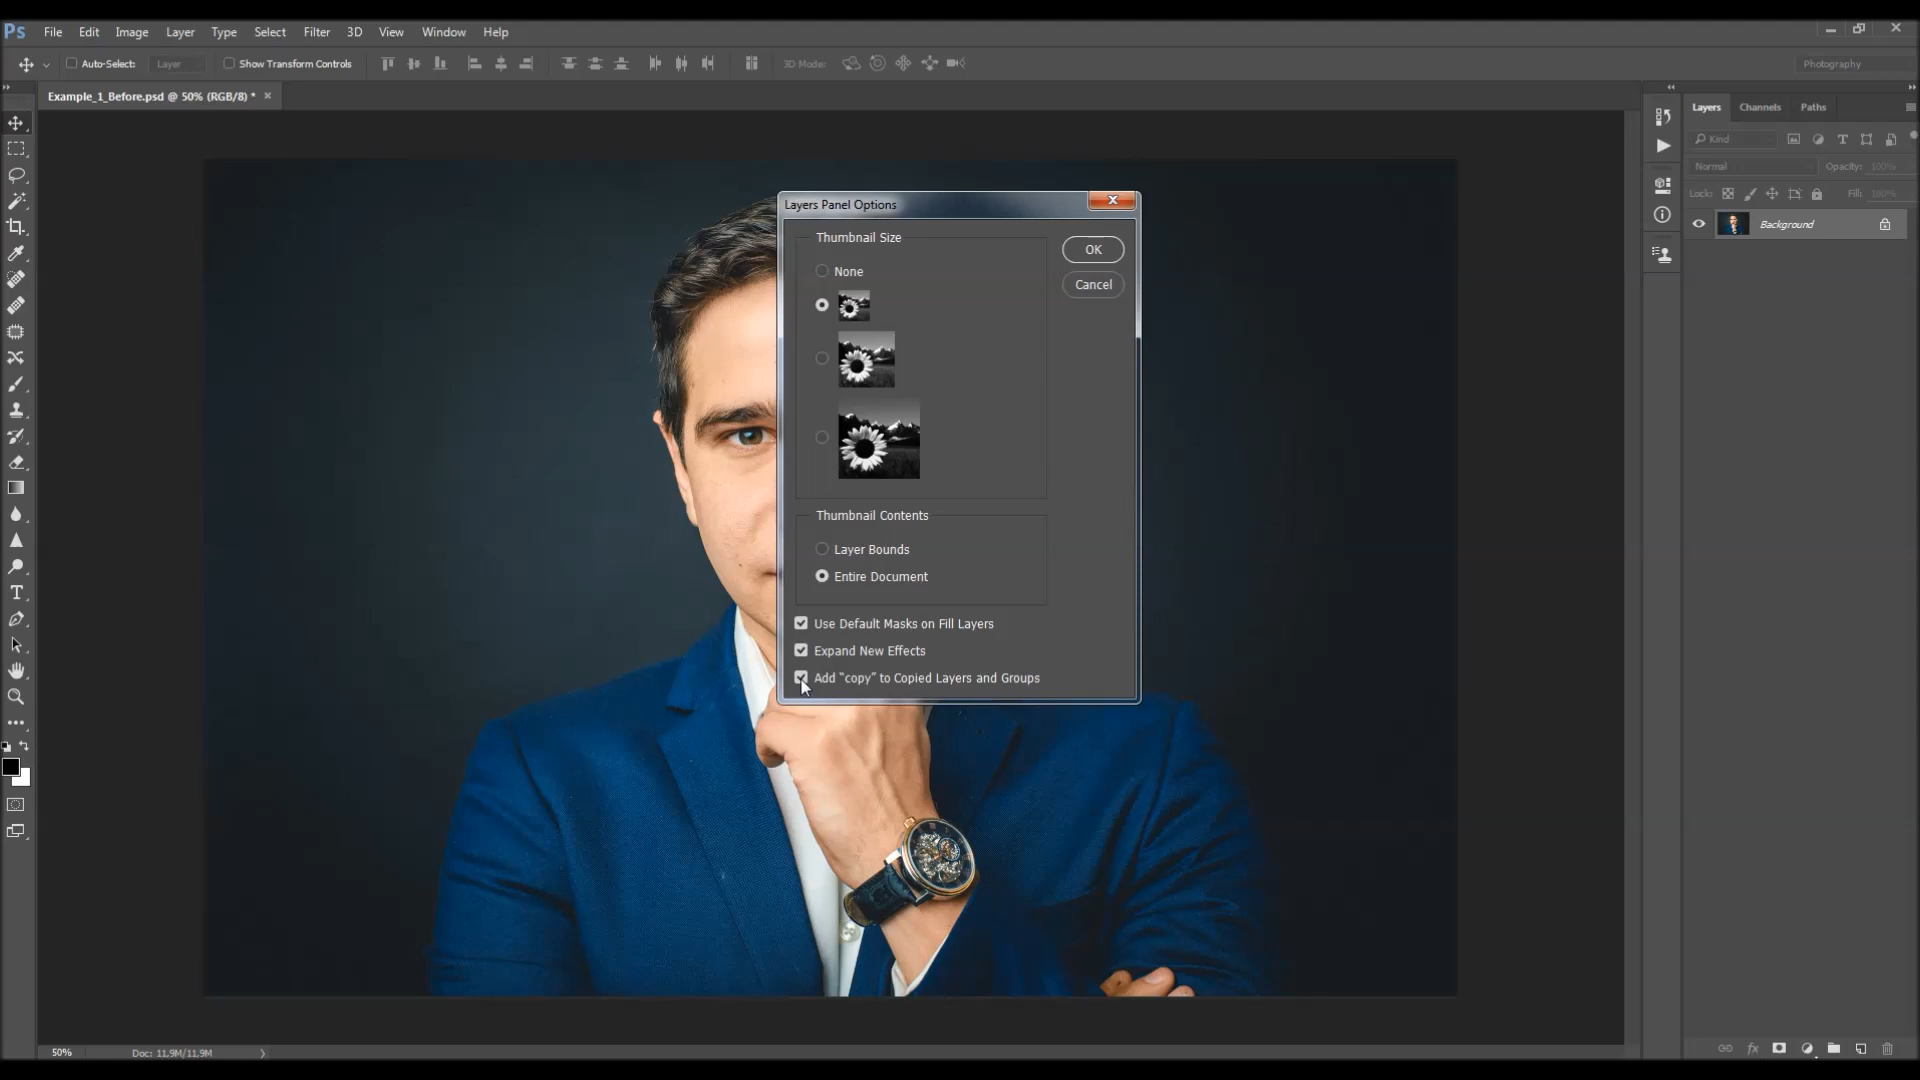 Ps File Edit Image Layer Type Select Filter 3D View Window Help
Auto-Select: Layer Show Transform Controls 3D Mode: Photography
Example_1_Before.psd @ 50% (RGB/8) * ×
Layers Channels Paths
Kind
Normal Opacity: 100%
Lock: Fill: 100%
Background
Layers Panel Options
Thumbnail Size
OK
None
Cancel
Thumbnail Contents
Layer Bounds
Entire Document
Use Default Masks on Fill Layers
Expand New Effects
Add “copy” to Copied Layers and Groups
T
fx
50% Doc: 11,9M/11,9M